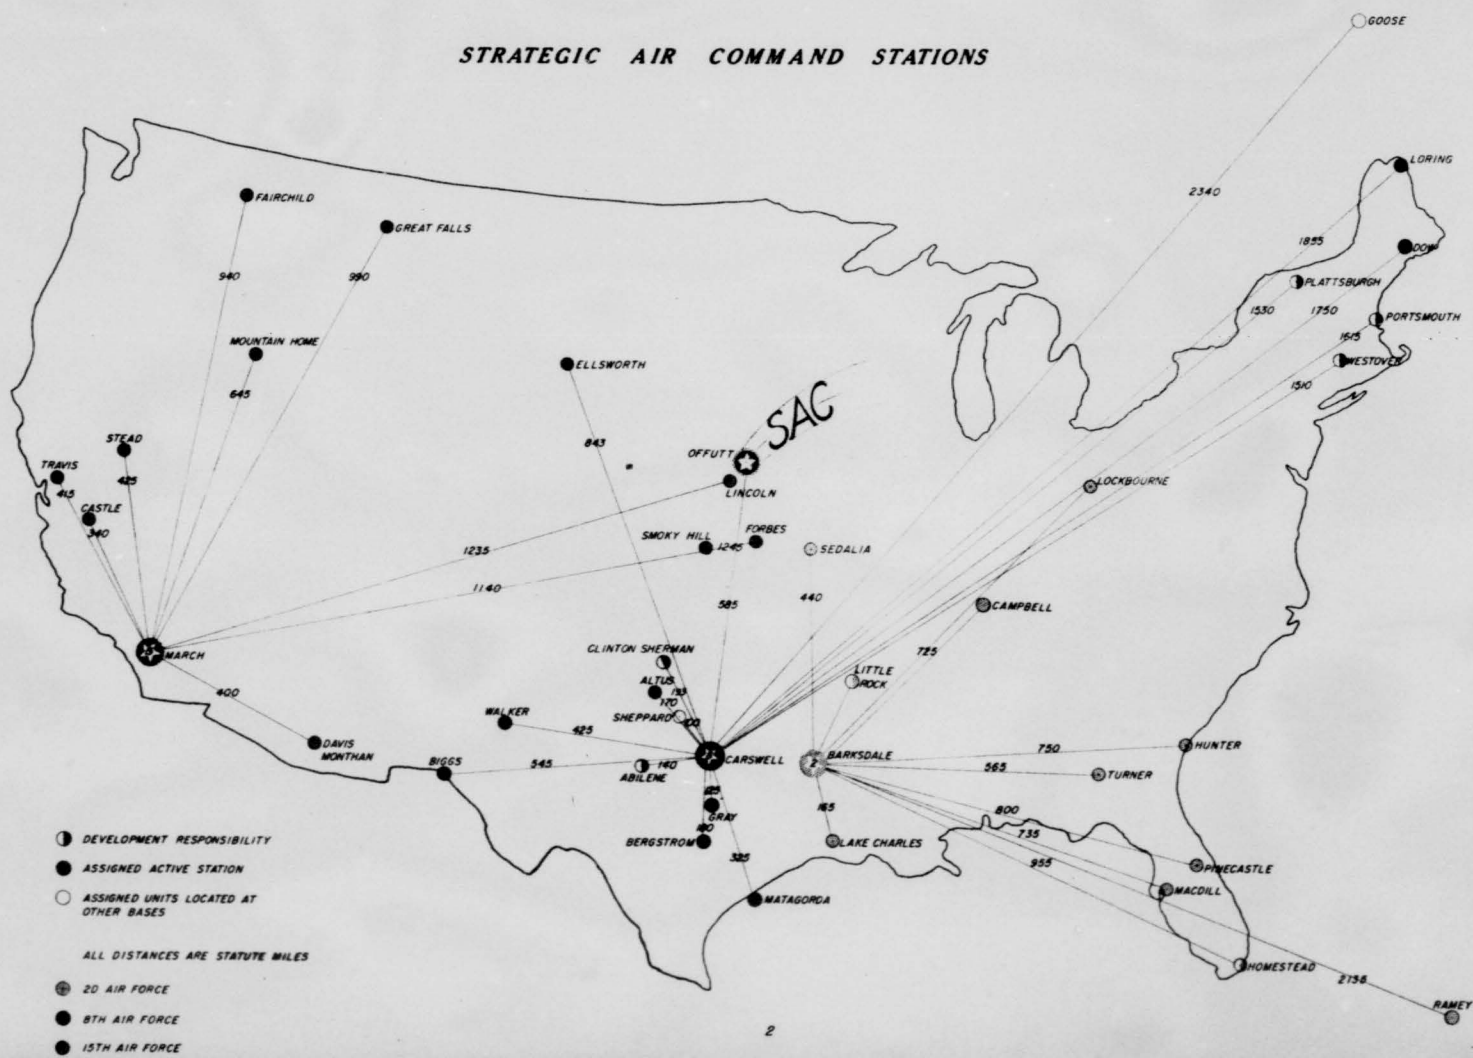 GOOSE
STRATEGIC AIR COMMAND STATIONS
LORING
2340
FAIRCHILD
GREAT FALLS
1855
DOW
940
990
PLATTSBURGH
1530
1750
PORTSMOUTH
1615
MOUNTAIN HOME
WESTOVER
ELLSWORTH
1510
645
SAC
STEAD
843
OFFUTT
TRAVIS
425
415
LINCOLN
LOCKBOURNE
CASTLE
340
SMOKY HILL
FORBES
1235
1245
SEDALIA
1140
585
440
CAMPBELL
CLINTON SHERMAN
725
MARCH
ALTUS
LITTLE
ROCK
400
170
WALKER
SHEPPARD
100
425
DAVIS
MONTHAN
750
HUNTER
BIGGS
545
140
CARSWELL
2
BARKSDALE
ABILENE
565
TURNER
125
165
800
GRAY
735
DEVELOPMENT RESPONSIBILITY
BERGSTROM
LAKE CHARLES
325
955
PINECASTLE
ASSIGNED ACTIVE STATION
MACDILL
ASSIGNED UNITS LOCATED AT
OTHER BASES
MATAGORDA
ALL DISTANCES ARE STATUTE MILES
HOMESTEAD
2D AIR FORCE
RAMEY
8TH AIR FORCE
2
15TH AIR FORCE